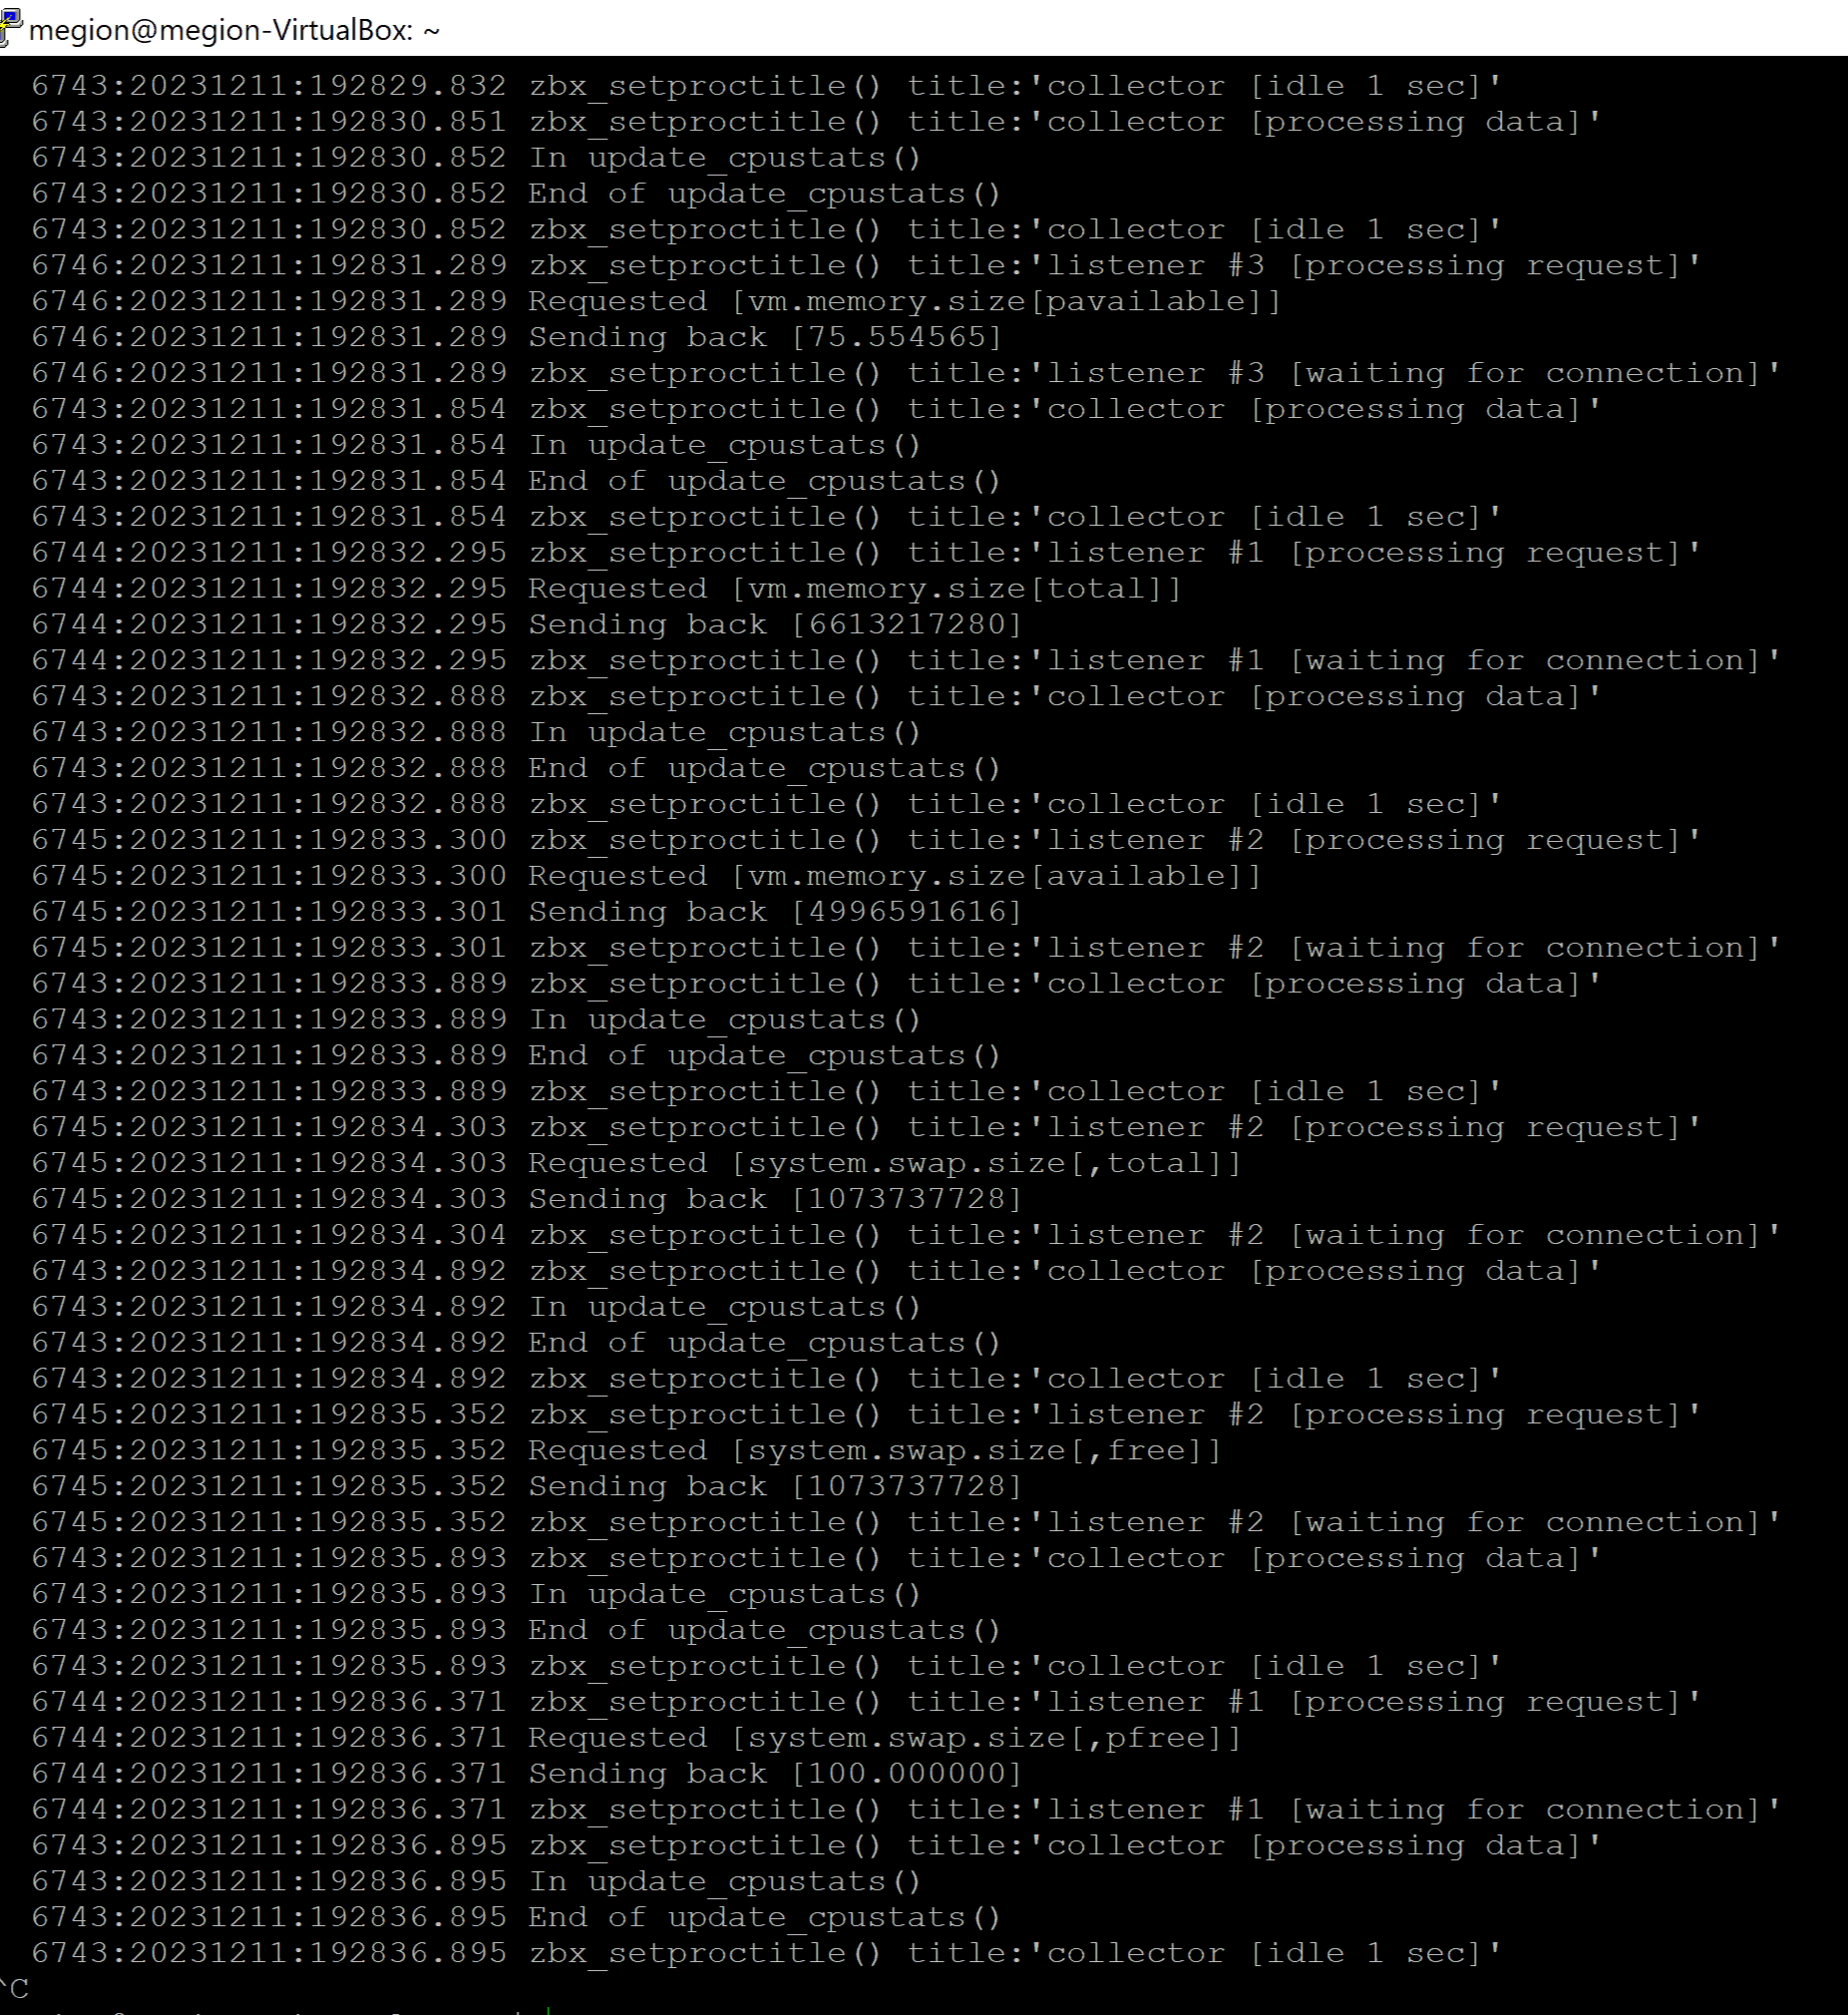 megion@megion-VirtualBox: ~
6743:20231211:192829.832 zbx_setproctitle() title:'collector [idle 1 sec]'
6743:20231211:192830.851 zbx_setproctitle() title:'collector [processing data]'
6743:20231211:192830.852 In update_cpustats()
6743:20231211:192830.852 End of update_cpustats()
6743:20231211:192830.852 zbx_setproctitle() title:'collector [idle 1 sec]'
6746:20231211:192831.289 zbx_setproctitle() title:'listener #3 [processing request]'
6746:20231211:192831.289 Requested [vm.memory.size[pavailable]]
6746:20231211:192831.289 Sending back [75.554565]
6746:20231211:192831.289 zbx_setproctitle() title:'listener #3 [waiting for connection]'
6743:20231211:192831.854 zbx_setproctitle() title:'collector [processing data]'
6743:20231211:192831.854 In update_cpustats()
6743:20231211:192831.854 End of update_cpustats()
6743:20231211:192831.854 zbx_setproctitle() title:'collector [idle 1 sec]'
6744:20231211:192832.295 zbx_setproctitle() title:'listener #1 [processing request]'
6744:20231211:192832.295 Requested [vm.memory.size[total]]
6744:20231211:192832.295 Sending back [6613217280]
6744:20231211:192832.295 zbx_setproctitle() title:'listener #1 [waiting for connection]'
6743:20231211:192832.888 zbx_setproctitle() title:'collector [processing data]'
6743:20231211:192832.888 In update_cpustats()
6743:20231211:192832.888 End of update_cpustats()
6743:20231211:192832.888 zbx_setproctitle() title:'collector [idle 1 sec]'
6745:20231211:192833.300 zbx_setproctitle() title:'listener #2 [processing request]'
6745:20231211:192833.300 Requested [vm.memory.size[available]]
6745:20231211:192833.301 Sending back [4996591616]
6745:20231211:192833.301 zbx_setproctitle() title:'listener #2 [waiting for connection]'
6743:20231211:192833.889 zbx_setproctitle() title:'collector [processing data]'
6743:20231211:192833.889 In update_cpustats()
6743:20231211:192833.889 End of update_cpustats()
6743:20231211:192833.889 zbx_setproctitle() title:'collector [idle 1 sec]'
6745:20231211:192834.303 zbx_setproctitle() title:'listener #2 [processing request]'
6745:20231211:192834.303 Requested [system.swap.size[,total]]
6745:20231211:192834.303 Sending back [1073737728]
6745:20231211:192834.304 zbx_setproctitle() title:'listener #2 [waiting for connection]'
6743:20231211:192834.892 zbx_setproctitle() title:'collector [processing data]'
6743:20231211:192834.892 In update_cpustats()
6743:20231211:192834.892 End of update_cpustats()
6743:20231211:192834.892 zbx_setproctitle() title:'collector [idle 1 sec]'
6745:20231211:192835.352 zbx_setproctitle() title:'listener #2 [processing request]'
6745:20231211:192835.352 Requested [system.swap.size[,free]]
6745:20231211:192835.352 Sending back [1073737728]
6745:20231211:192835.352 zbx_setproctitle() title:'listener #2 [waiting for connection]'
6743:20231211:192835.893 zbx_setproctitle() title:'collector [processing data]'
6743:20231211:192835.893 In update_cpustats()
6743:20231211:192835.893 End of update_cpustats()
6743:20231211:192835.893 zbx_setproctitle() title:'collector [idle 1 sec]'
6744:20231211:192836.371 zbx_setproctitle() title:'listener #1 [processing request]'
6744:20231211:192836.371 Requested [system.swap.size[,pfree]]
6744:20231211:192836.371 Sending back [100.000000]
6744:20231211:192836.371 zbx_setproctitle() title:'listener #1 [waiting for connection]'
6743:20231211:192836.895 zbx_setproctitle() title:'collector [processing data]'
6743:20231211:192836.895 In update_cpustats()
6743:20231211:192836.895 End of update_cpustats()
6743:20231211:192836.895 zbx_setproctitle() title:'collector [idle 1 sec]'
^C